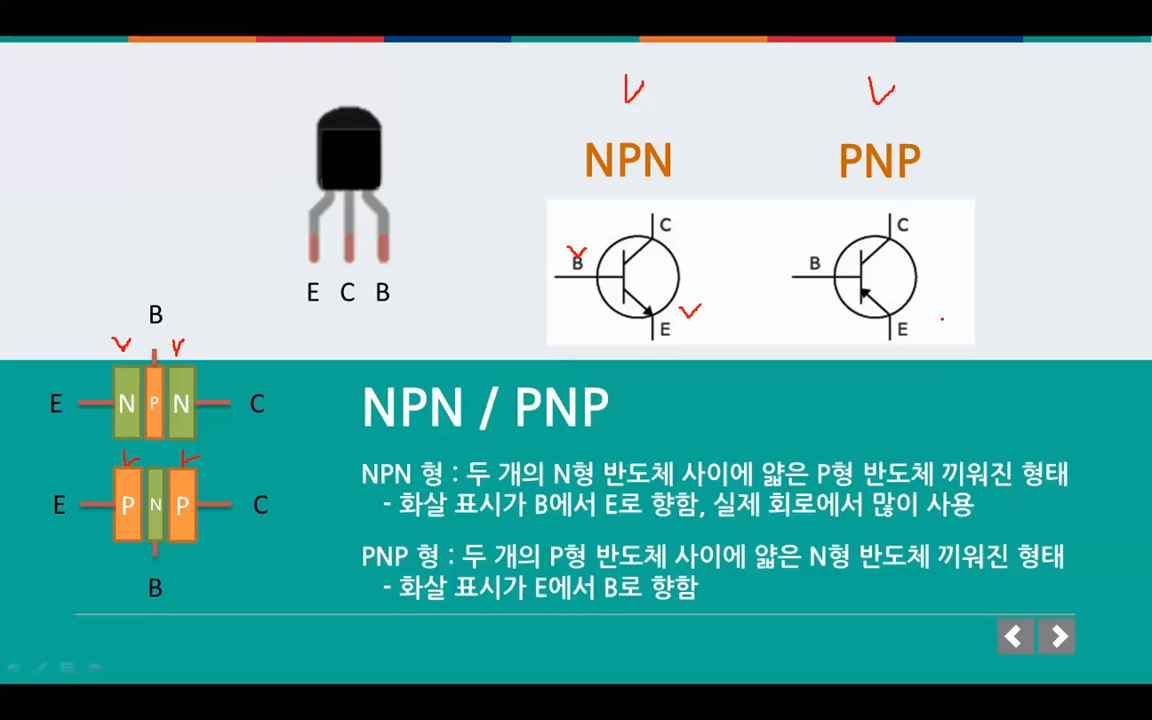 NPN
PNP
C
B
E
C
B
E
E C B
B
E N P N C
E P N P C
B
NPN / PNP
NPN 형 : 두 개의 N형 반도체 사이에 얇은 P형 반도체 끼워진 형태
- 화살 표시가 B에서 E로 향함, 실제 회로에서 많이 사용
PNP 형 : 두 개의 P형 반도체 사이에 얇은 N형 반도체 끼워진 형태
- 화살 표시가 E에서 B로 향함